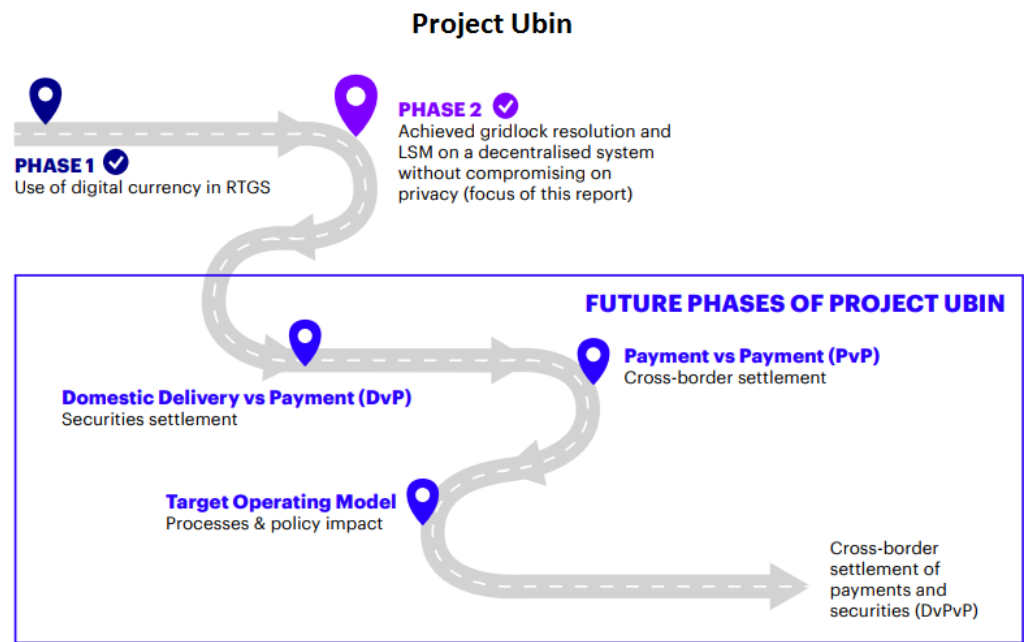 Project Ubin
PHASE 1
Use of digital currency in RTGS
PHASE 2
Achieved gridlock resolution and
LSM on a decentralised system
without compromising on
privacy (focus of this report)
FUTURE PHASES OF PROJECT UBIN
Domestic Delivery vs Payment (DvP)
Securities settlement
Payment vs Payment (PvP)
Cross-border settlement
Target Operating Model
Processes & policy impact
Cross-border
settlement of
payments and
securities (DvPvP)